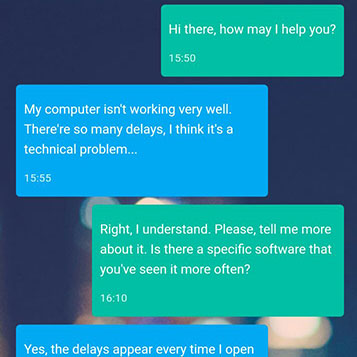 Hi there, how may I help you?
15:50
My computer isn't working very well.
There're so many delays, I think it's a
technical problem...
15:55
Right, I understand. Please, tell me more
about it. Is there a specific software that
you've seen it more often?
16:10
Yes, the delays appear every time I open